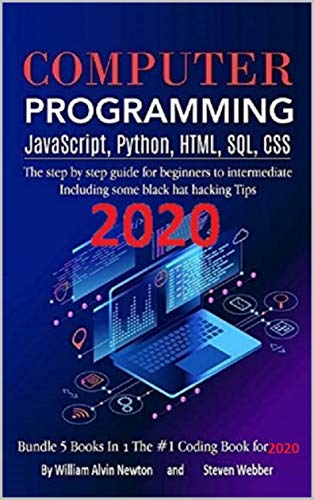 COMPUTER
PROGRAMMING
JavaScript, Python, HTML, SQL, CSS
The step by step guide for beginners to intermediate
Including some black hat hacking Tips
2020
Bundle 5 Books In 1 The #1 Coding Book for 2020
By William Alvin Newton and Steven Webber